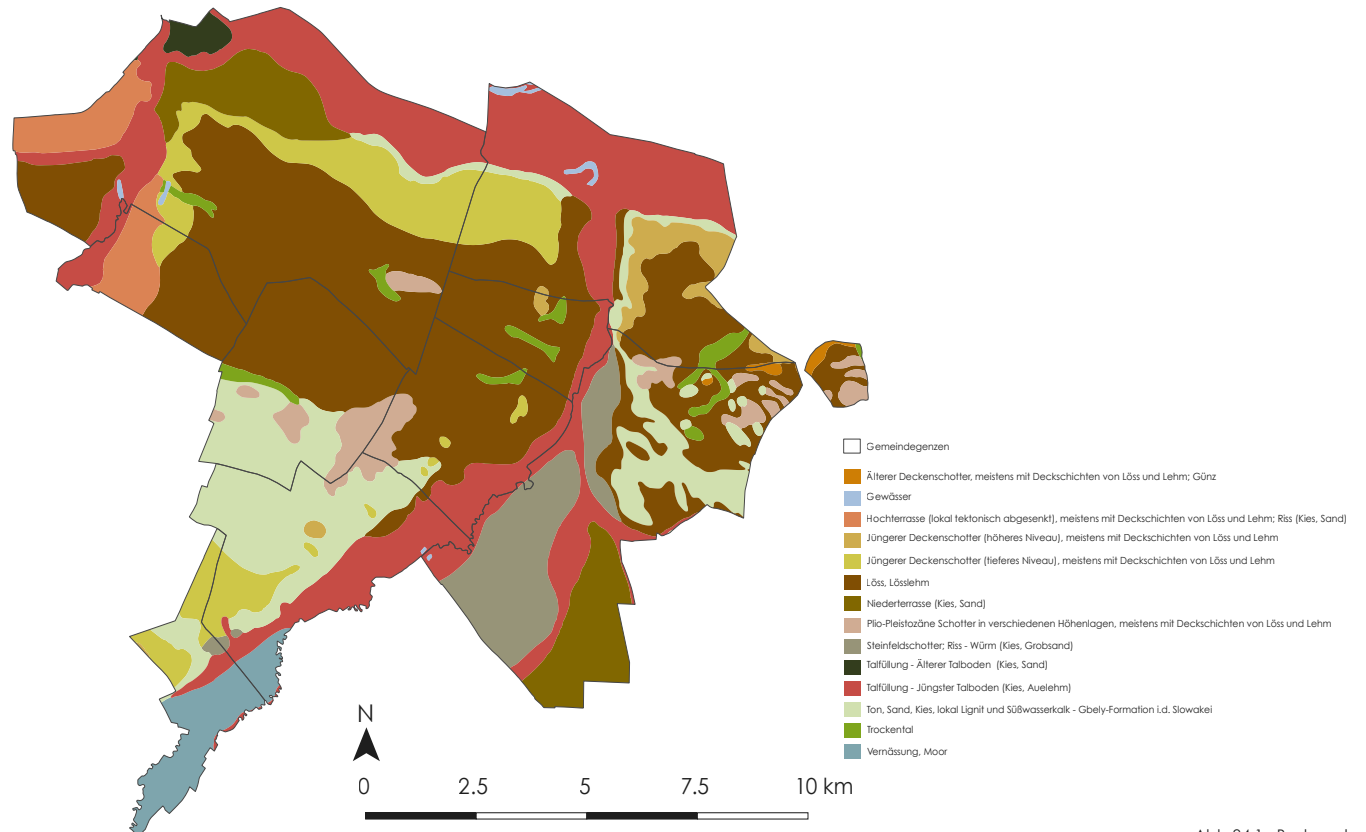 Gemeindegenzen
Älterer Deckenschotter, meistens mit Deckschichten von Löss und Lehm; Günz
Gewässer
Hochterrasse (lokal tektonisch abgesenkt), meistens mit Deckschichten von Löss und Lehm; Riss (Kies, Sand)
Jüngerer Deckenschotter (höheres Niveau), meistens mit Deckschichten von Löss und Lehm
Jüngerer Deckenschotter (tieferes Niveau), meistens mit Deckschichten von Löss und Lehm
Löss, Lösslehm
Niederterrasse (Kies, Sand)
Plio-Pleistozäne Schotter in verschiedenen Höhenlagen, meistens mit Deckschichten von Löss und Lehm
Steinfeldschotter; Riss - Würm (Kies, Grobsand)
Talfüllung - Älterer Talboden (Kies, Sand)
Talfüllung - Jüngster Talboden (Kies, Auelehm)
Ton, Sand, Kies, lokal Lignit und Süßwasserkalk - Gbely-Formation i.d. Slowakei
Trockental
Vernässung, Moor
N
0 2.5 5 7.5 10 km